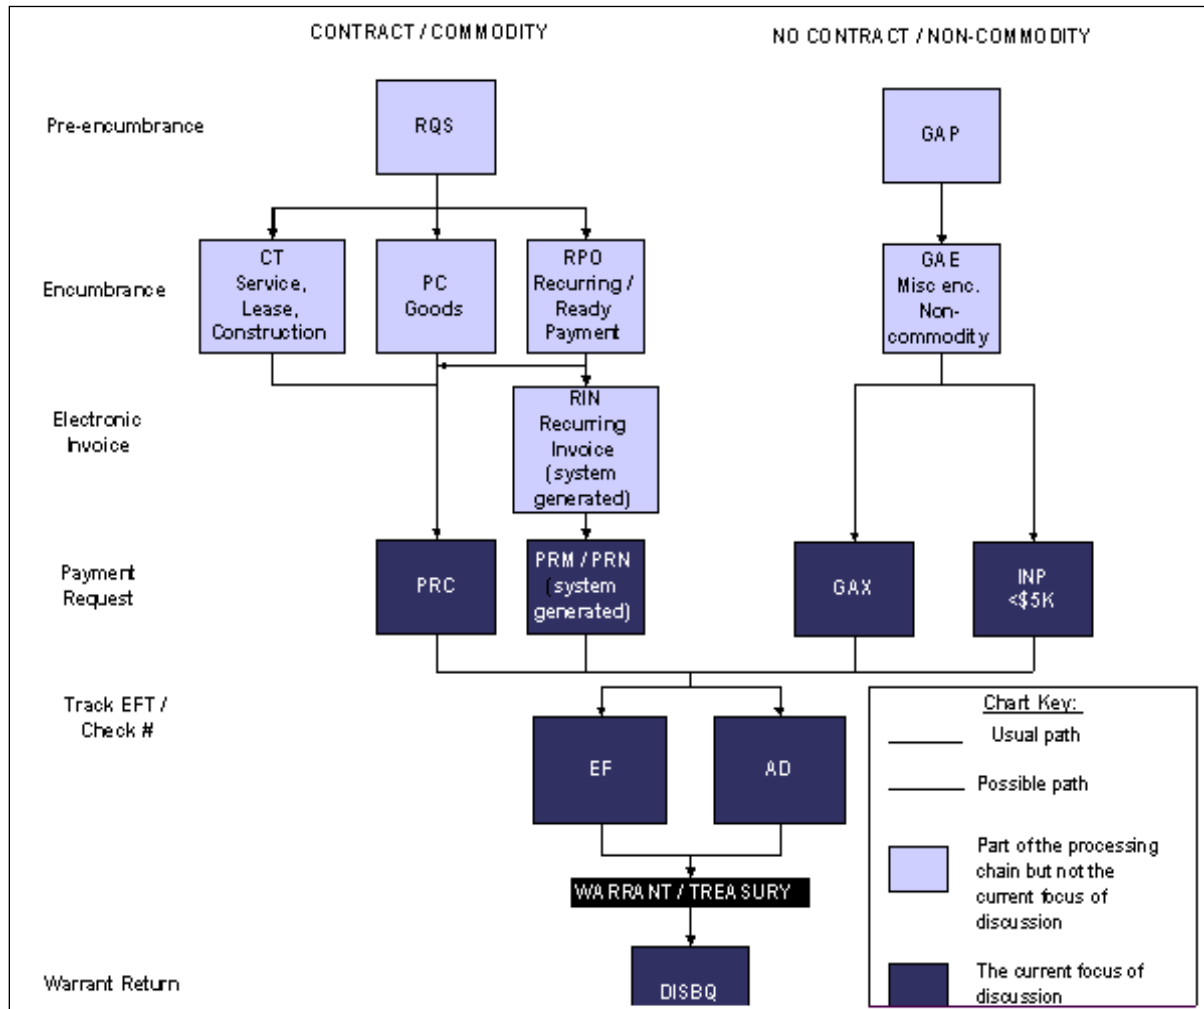 CONTRACT / COMMODITY
NO CONTRACT / NON-COMMODITY
Pre-encumbrance
RQS
GAP
Encumbrance
CT
Service,
Lease,
Construction
PC
Goods
RPO
Recurring /
Ready
Payment
GAE
Misc enc.
Non-
commodity
Electronic
Invoice
RIN
Recurring
Invoice
(system
generated)
Payment
Request
PRC
PRM / PRN
(system
generated)
GAX
INP
<$5K
Track EFT /
Check #
EF
AD
WARRANT / TREASURY
Warrant Return
DISBQ
Chart Key:
Usual path
Possible path
Part of the processing
chain but not the
current focus of
discussion
The current focus of
discussion